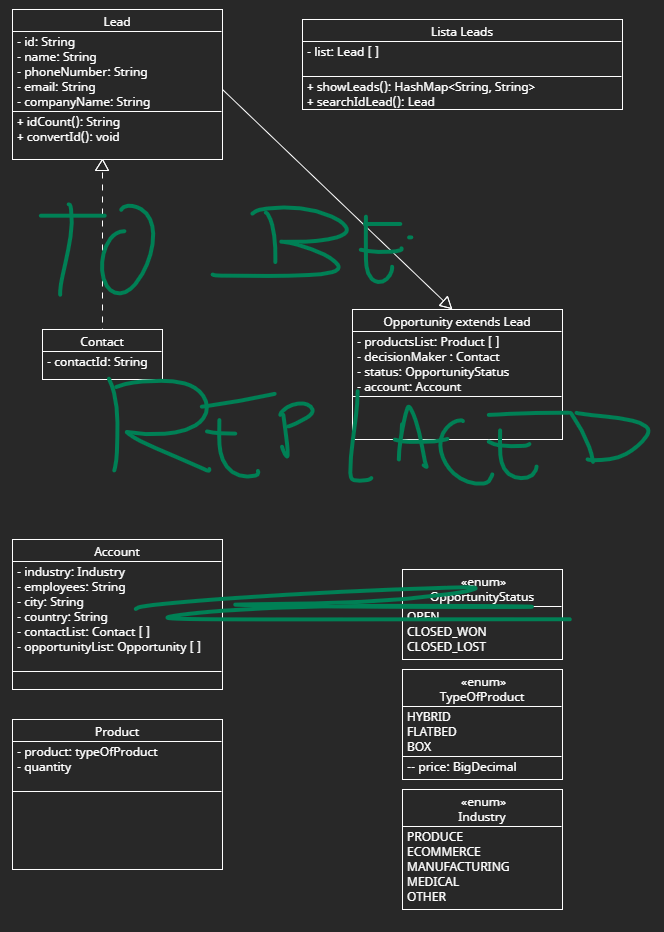 Lead
- id: String
- name: String
- phoneNumber: String
- email: String
- companyName: String
+ idCount(): String
+ convertId(): void
Lista Leads
- list: Lead [ ]
+ showLeads(): HashMap<String, String>
+ searchIdLead(): Lead
TO BE
Contact
- contactId: String
Opportunity extends Lead
- productsList: Product [ ]
- decisionMaker : Contact
- status: OpportunityStatus
- account: Account
REPLACED
Account
- industry: Industry
- employees: String
- city: String
- country: String
- contactList: Contact [ ]
- opportunityList: Opportunity [ ]
«enum»
OpportunityStatus
OPEN
CLOSED_WON
CLOSED_LOST
«enum»
TypeOfProduct
HYBRID
FLATBED
BOX
-- price: BigDecimal
Product
- product: typeOfProduct
- quantity
«enum»
Industry
PRODUCE
ECOMMERCE
MANUFACTURING
MEDICAL
OTHER